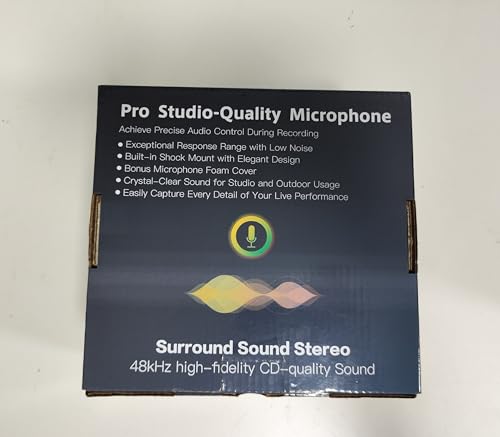 Pro Studio-Quality Microphone
Achieve Precise Audio Control During Recording
• Exceptional Response Range with Low Noise
• Built-in Shock Mount with Elegant Design
• Bonus Microphone Foam Cover
• Crystal-Clear Sound for Studio and Outdoor Usage
• Easily Capture Every Detail of Your Live Performance
Surround Sound Stereo
48kHz high-fidelity CD-quality Sound